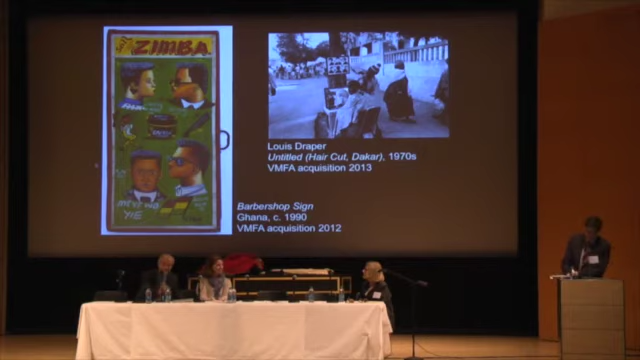 ZIMBA
Louis Draper
Untitled (Hair Cut, Dakar), 1970s
VMFA acquisition 2013
Barbershop Sign
Ghana, c. 1990
VMFA acquisition 2012